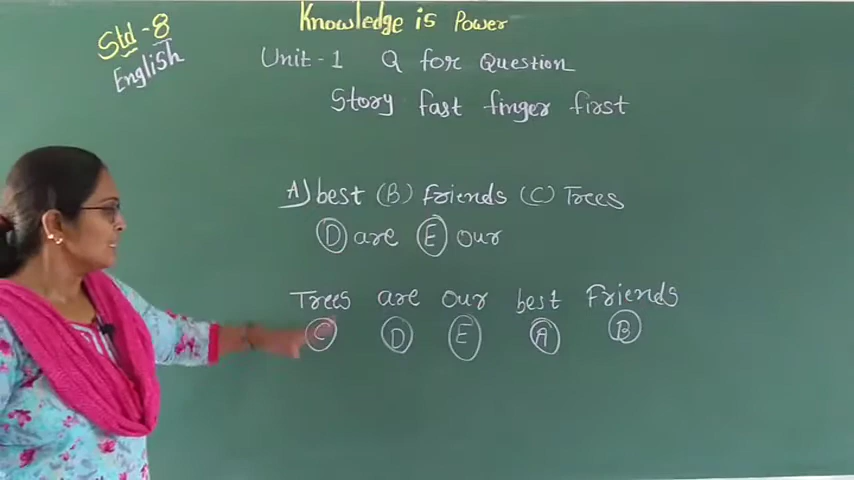 Knowledge is Power
Std - 8
English
Unit - 1 Q for Question
Story fast finger first
A) best (B) Friends (C) Trees
(D) are (E) our
Trees are our best Friends
(C) (D) (E) (A) (B)